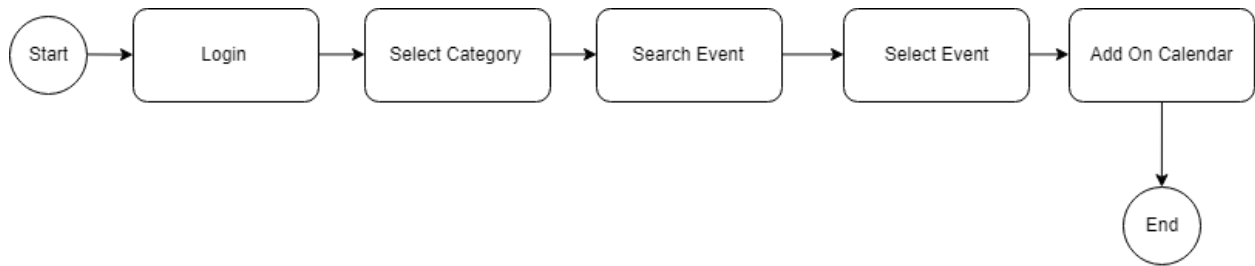 Start
Login
Select Category
Search Event
Select Event
Add On Calendar
End